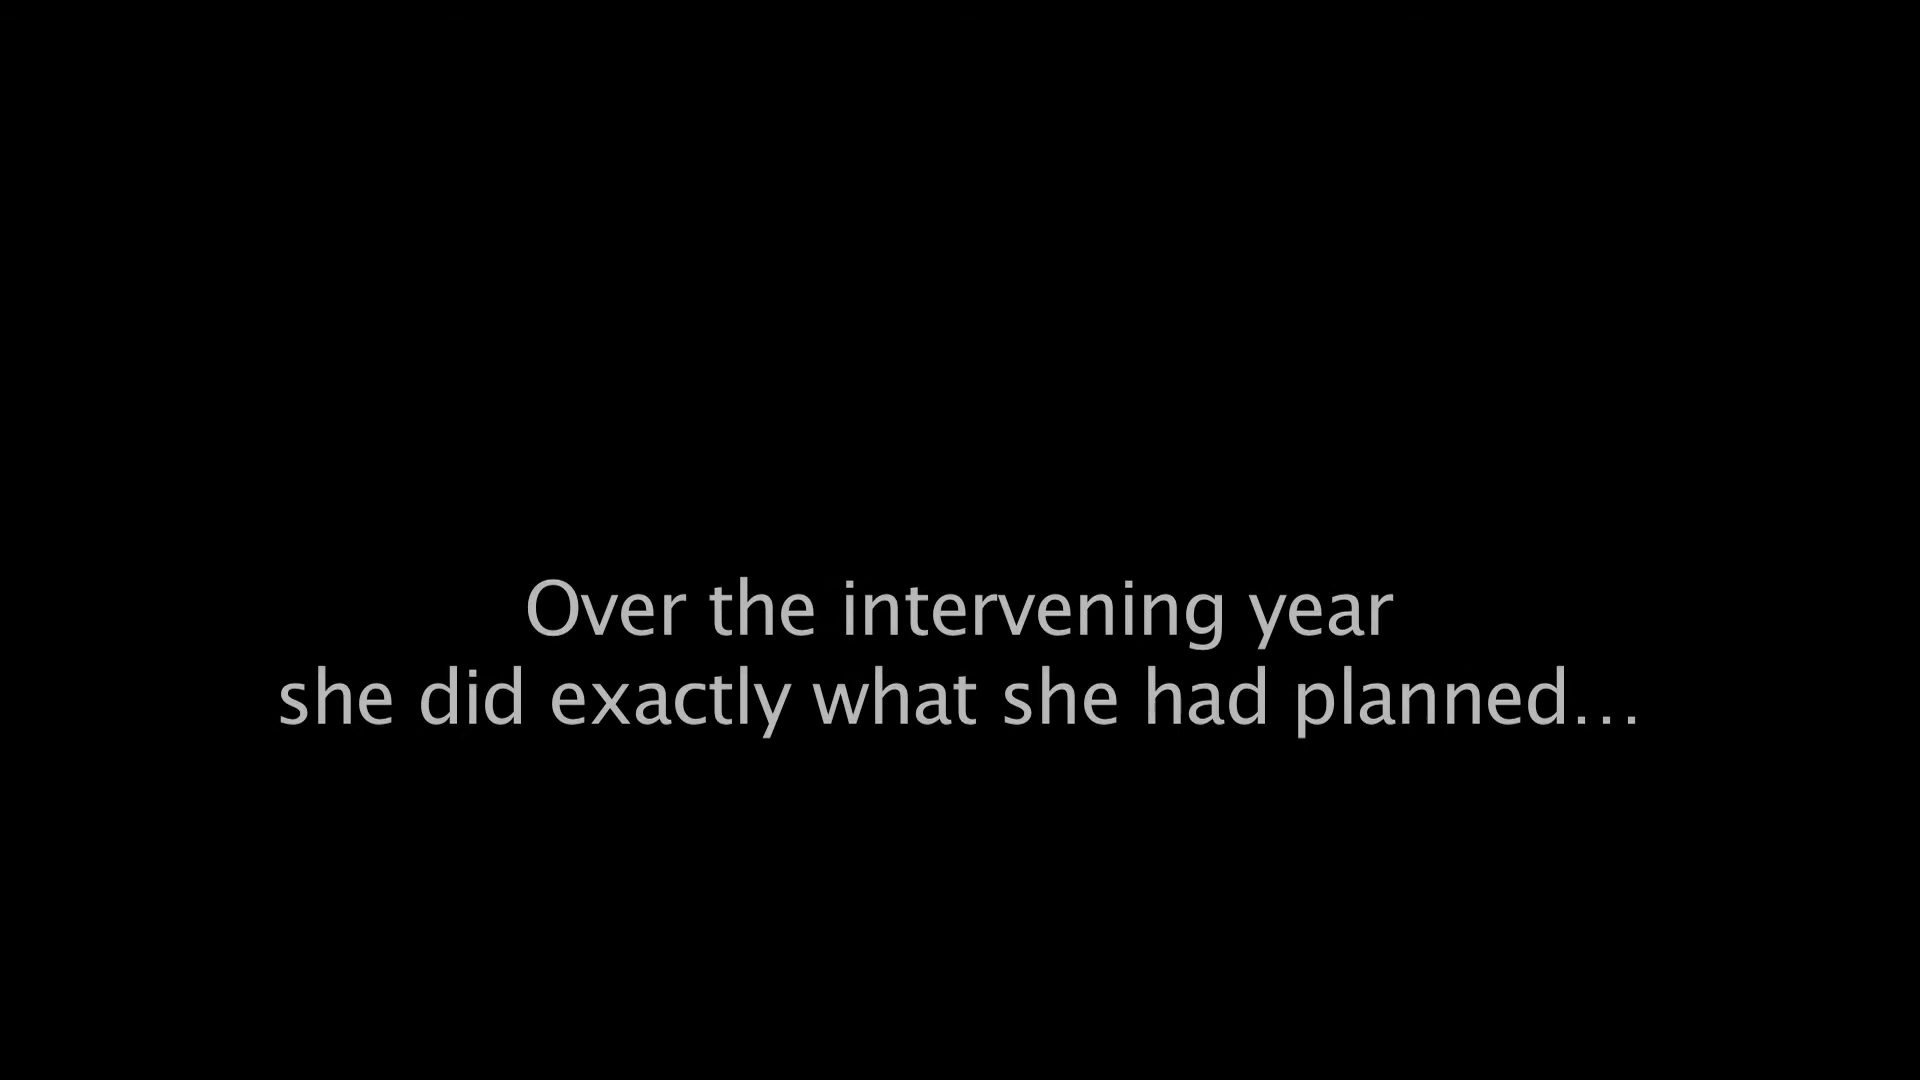 Over the intervening year
she did exactly what she had planned…